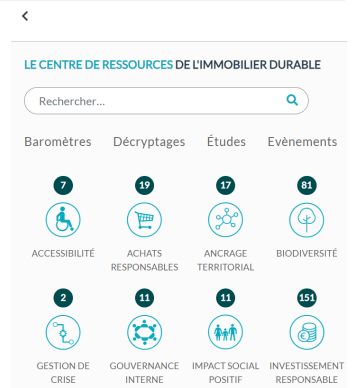 LE CENTRE DE RESSOURCES DE L'IMMOBILIER DURABLE
Rechercher...
Baromètres Décryptages Études Evènements
7 19 17 81
ACCESSIBILITÉ ACHATS RESPONSABLES ANCRAGE TERRITORIAL BIODIVERSITÉ
2 11 11 151
GESTION DE CRISE GOUVERNANCE INTERNE IMPACT SOCIAL POSITIF INVESTISSEMENT RESPONSABLE